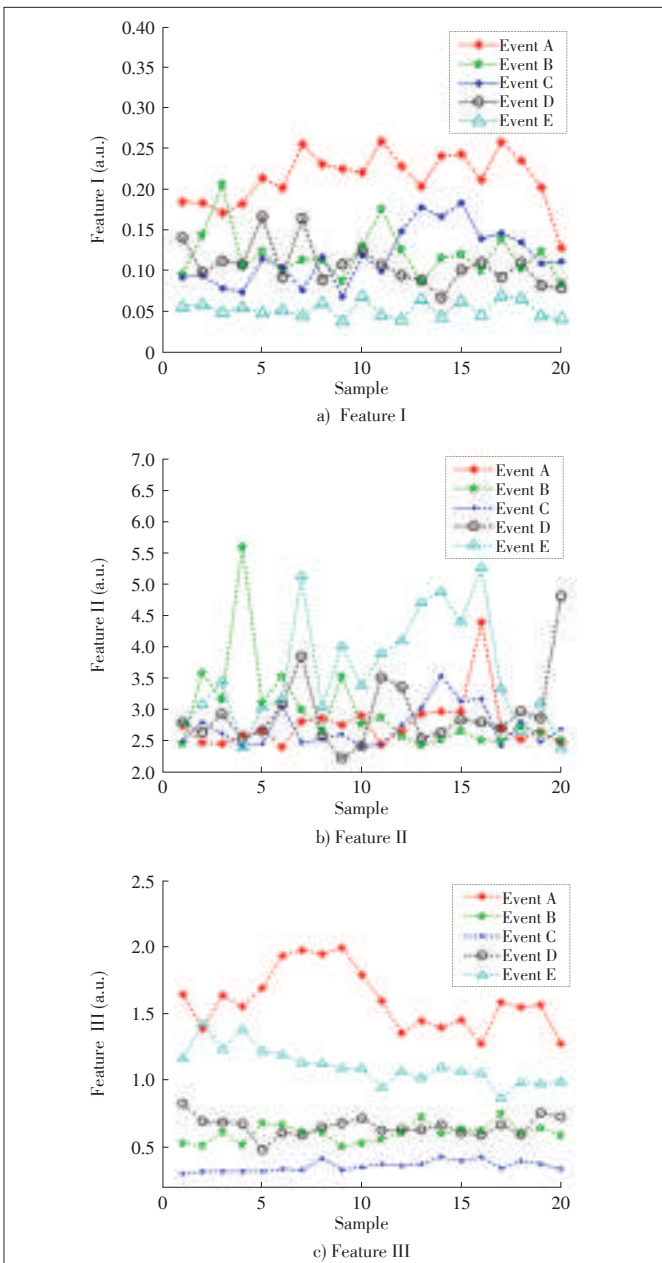 0.40
0.35
0.30
0.25
0.20
0.15
0.10
0.05
0
Feature I (a.u.)
Event A
Event B
Event C
Event D
Event E
0 5 10 15 20
Sample
a) Feature I
7.0
6.5
6.0
5.5
5.0
4.5
4.0
3.5
3.0
2.5
2.0
Feature II (a.u.)
Event A
Event B
Event C
Event D
Event E
0 5 10 15 20
Sample
b) Feature II
2.5
2.0
1.5
1.0
0.5
Feature III (a.u.)
Event A
Event B
Event C
Event D
Event E
0 5 10 15 20
Sample
c) Feature III